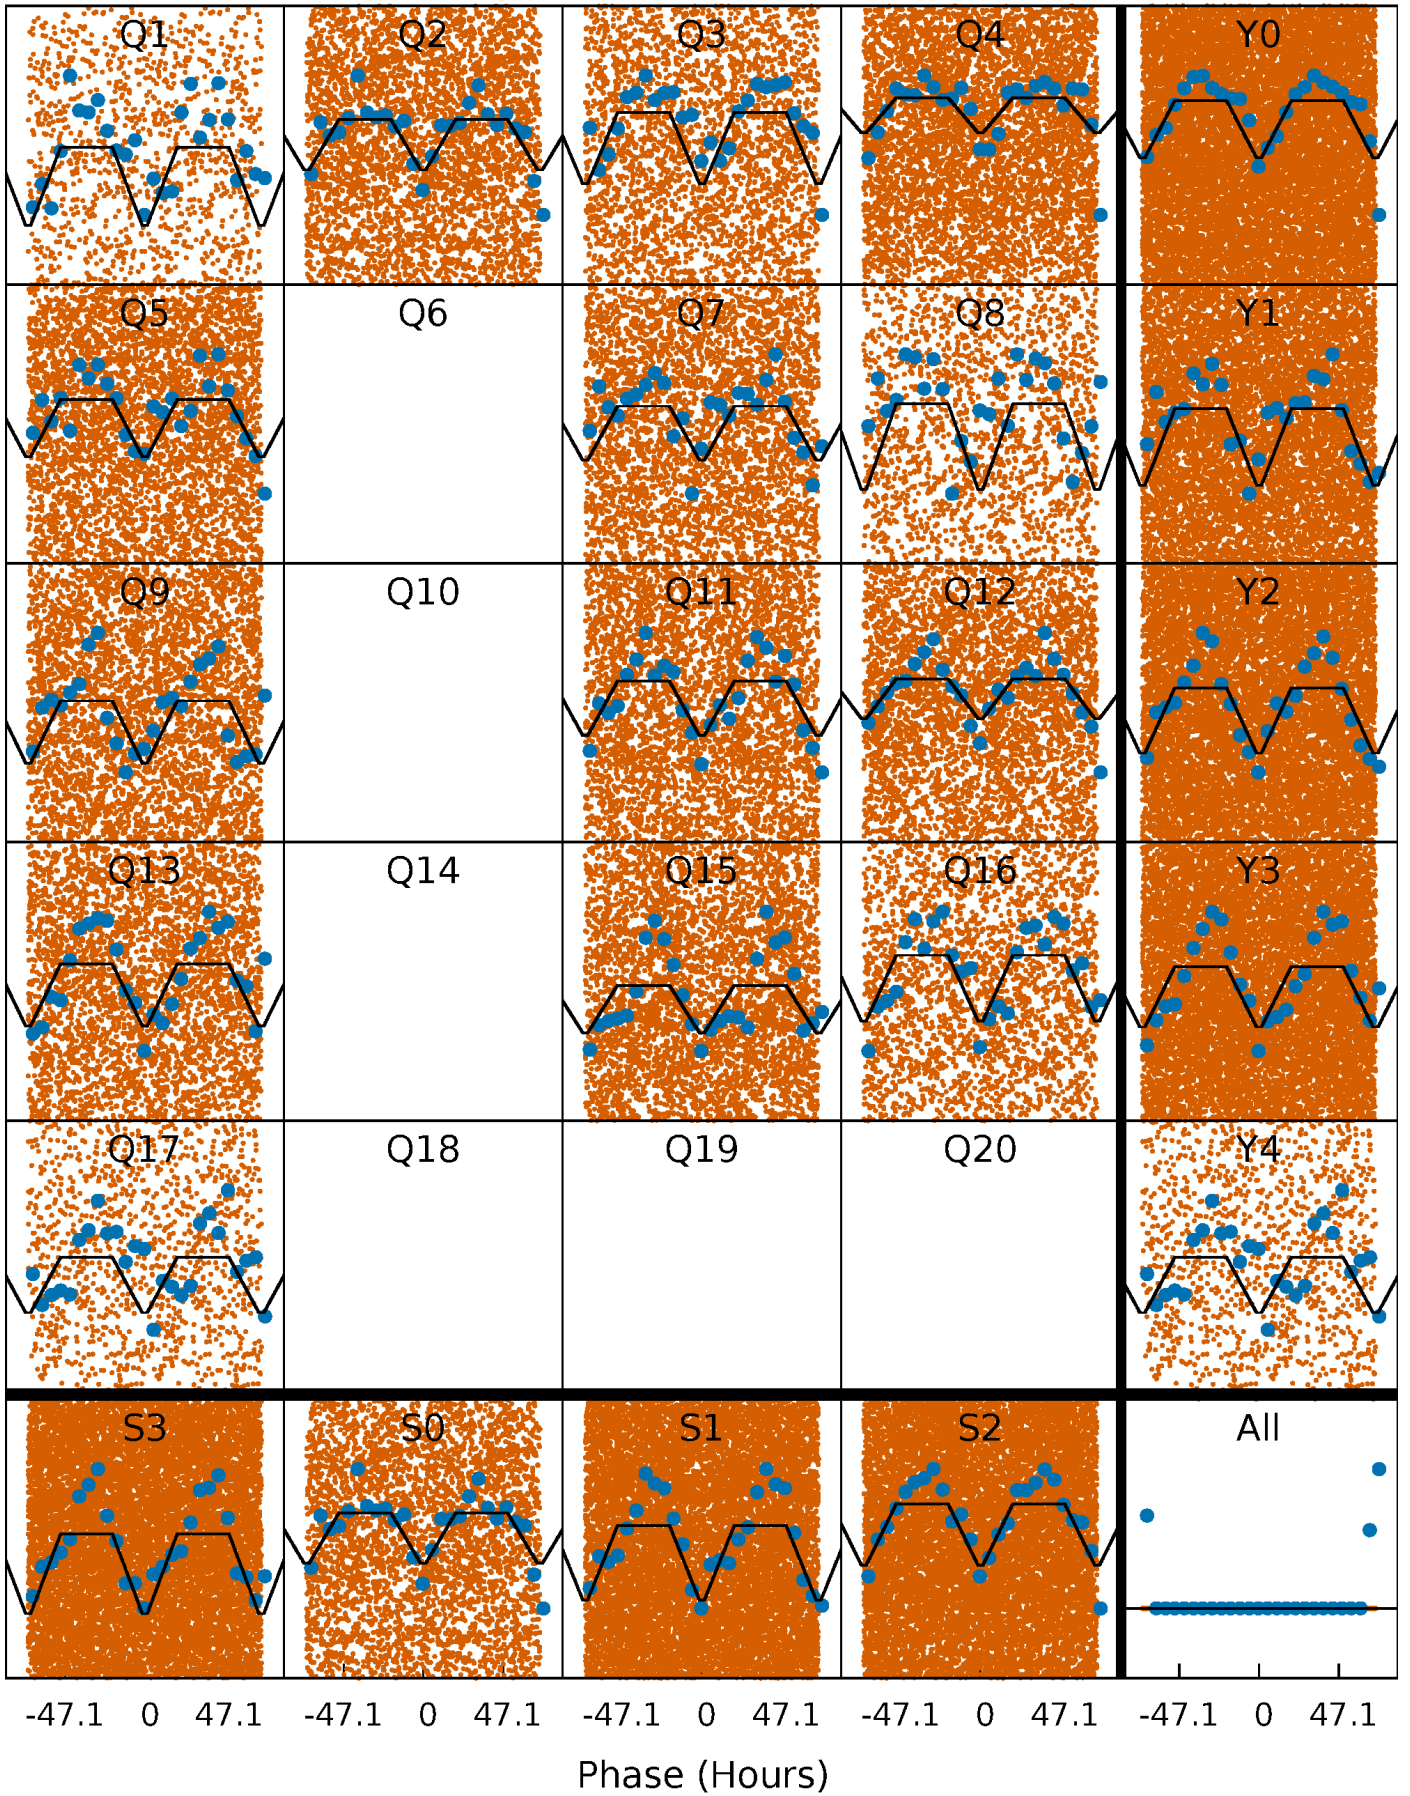 Q1 Q2 Q3 Q4 Y0
Q5 Q6 Q7 Q8 Y1
Q9 Q10 Q11 Q12 Y2
Q13 Q14 Q15 Q16 Y3
Q17 Q18 Q19 Q20 Y4
S3 S0 S1 S2 All
-47.1 0 47.1 -47.1 0 47.1 -47.1 0 47.1 -47.1 0 47.1 -47.1 0 47.1
Phase (Hours)